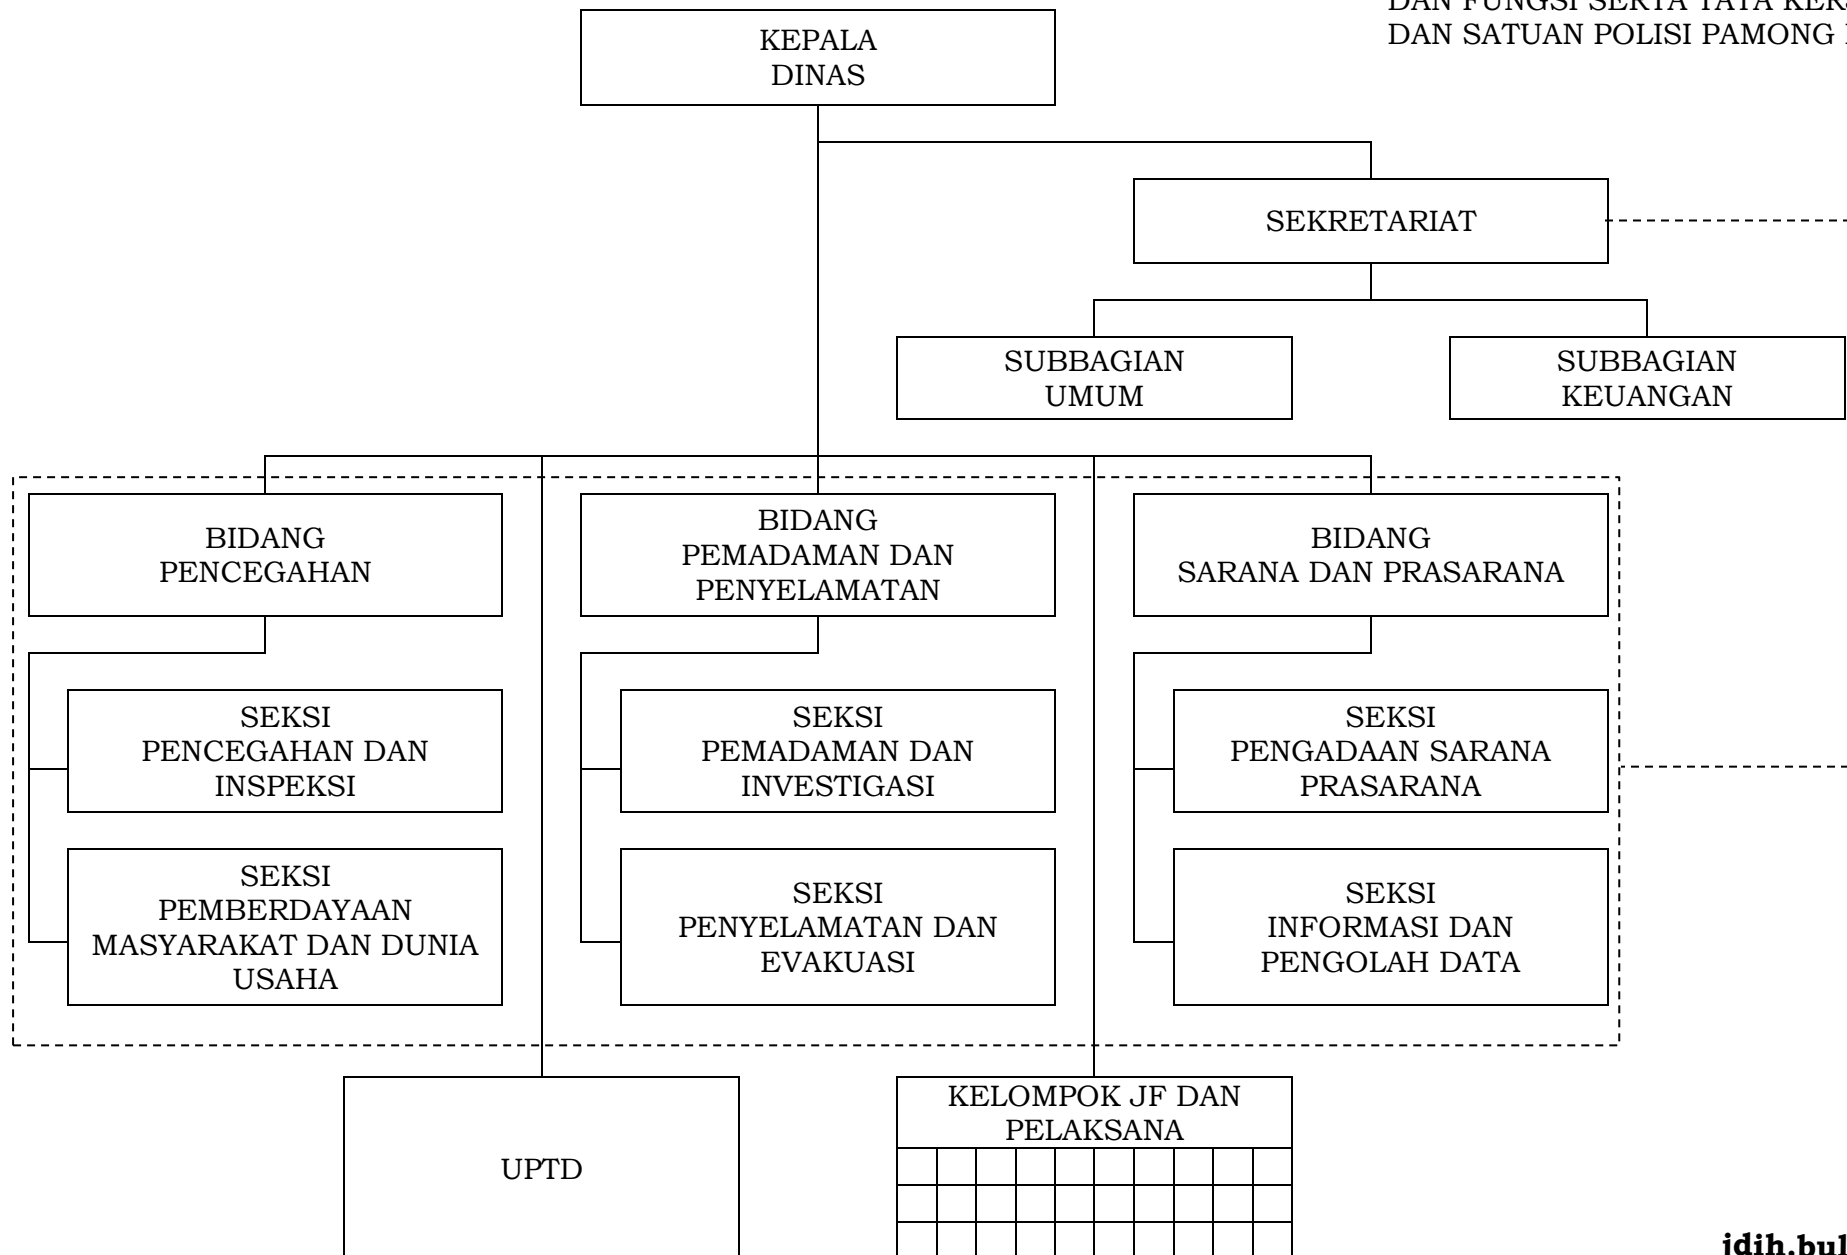 DAN FUNGSI SERTA TATA
DAN SATUAN POLISI PAMONG
KEPALA
DINAS
SEKRETARIAT
SUBBAGIAN
UMUM
SUBBAGIAN
KEUANGAN
BIDANG
PENCEGAHAN
BIDANG
PEMADAMAN DAN
PENYELAMATAN
BIDANG
SARANA DAN PRASARANA
SEKSI
PENCEGAHAN DAN
INSPEKSI
SEKSI
PEMADAMAN DAN
INVESTIGASI
SEKSI
PENGADAAN SARANA
PRASARANA
SEKSI
PEMBERDAYAAN
MASYARAKAT DAN DUNIA
USAHA
SEKSI
PENYELAMATAN DAN
EVAKUASI
SEKSI
INFORMASI DAN
PENGOLAH DATA
UPTD
KELOMPOK JF DAN
PELAKSANA